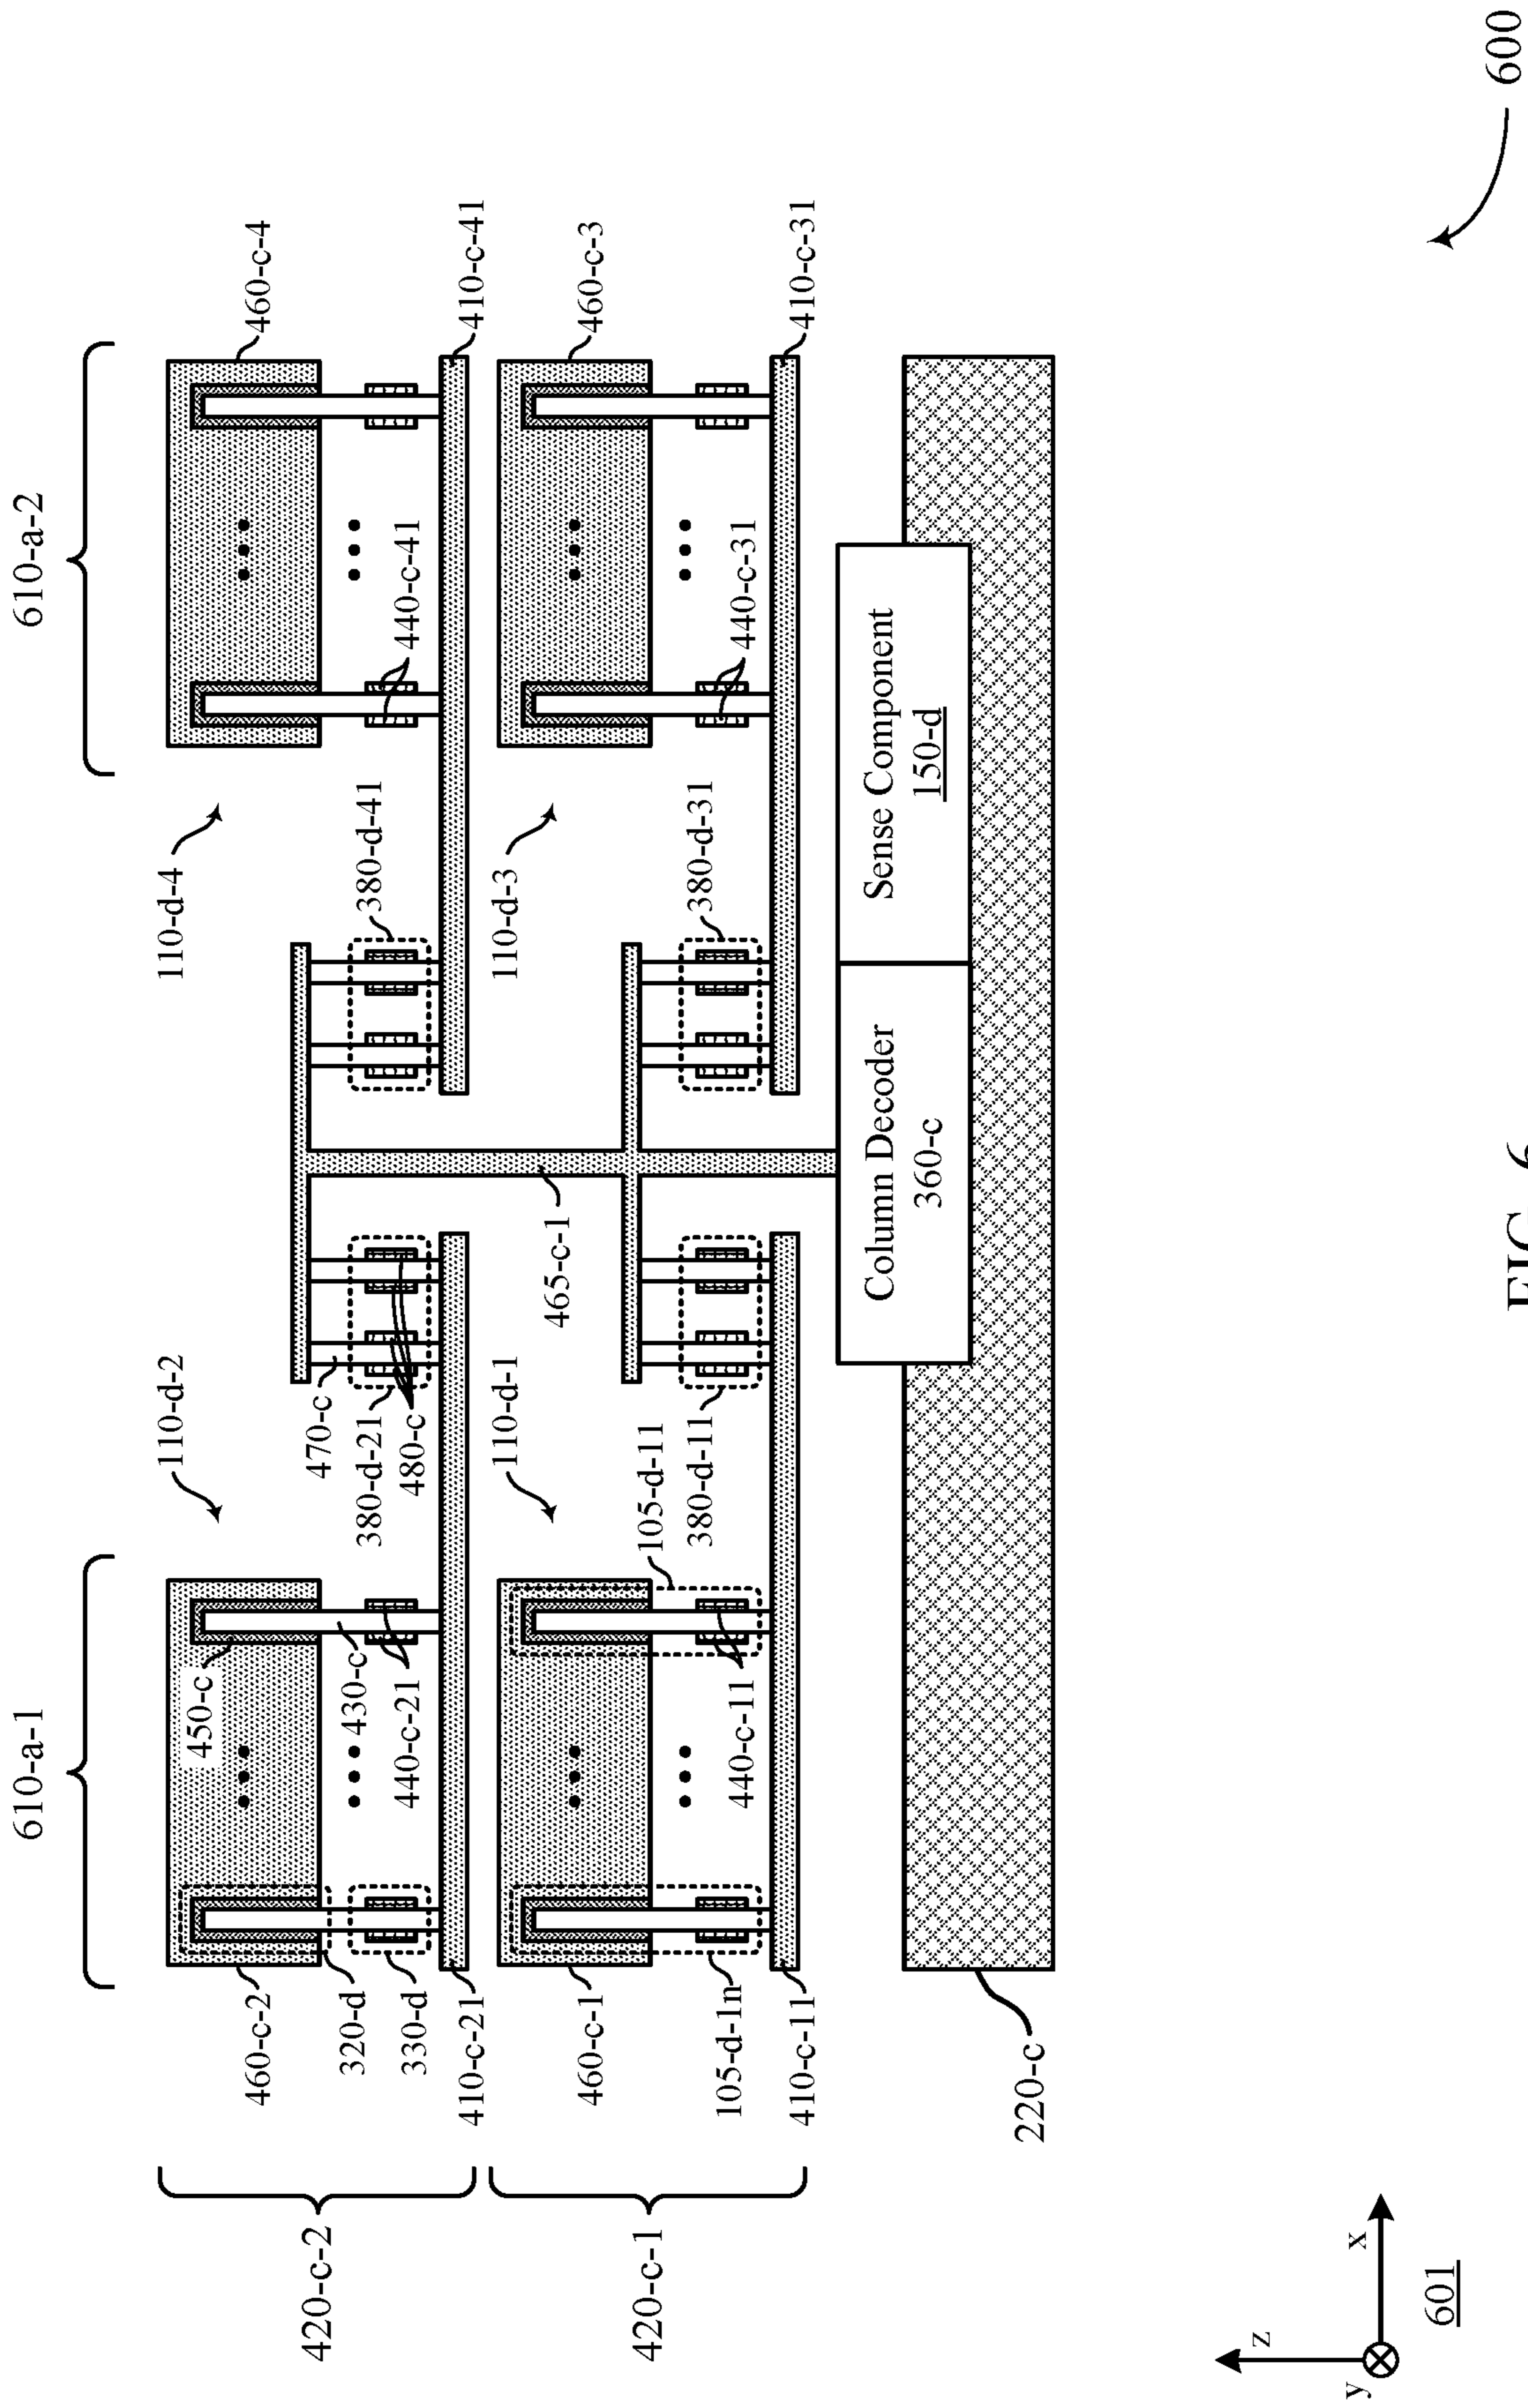 610-a-1
610-a-2
110-d-2
110-d-4
460-c-4
450-c
470-c
430-c
460-c-2
320-d
330-d
380-d-21
380-d-41
440-c-21
480-c
440-c-41
410-c-21
410-c-41
420-c-2
110-d-1
110-d-3
460-c-3
465-c-1
460-c-1
105-d-11
380-d-11
380-d-31
105-d-1n
440-c-11
440-c-31
410-c-11
410-c-31
420-c-1
Column Decoder
360-c
Sense Component
150-d
220-c
z
y
x
601
600